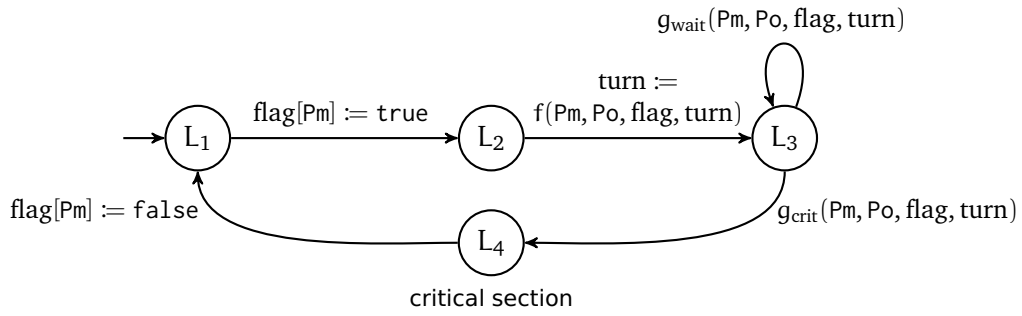 g_wait(Pm, Po, flag, turn)
turn :=
flag[Pm] := true
f(Pm, Po, flag, turn)
L₁
L₂
L₃
flag[Pm] := false
g_crit(Pm, Po, flag, turn)
L₄
critical section